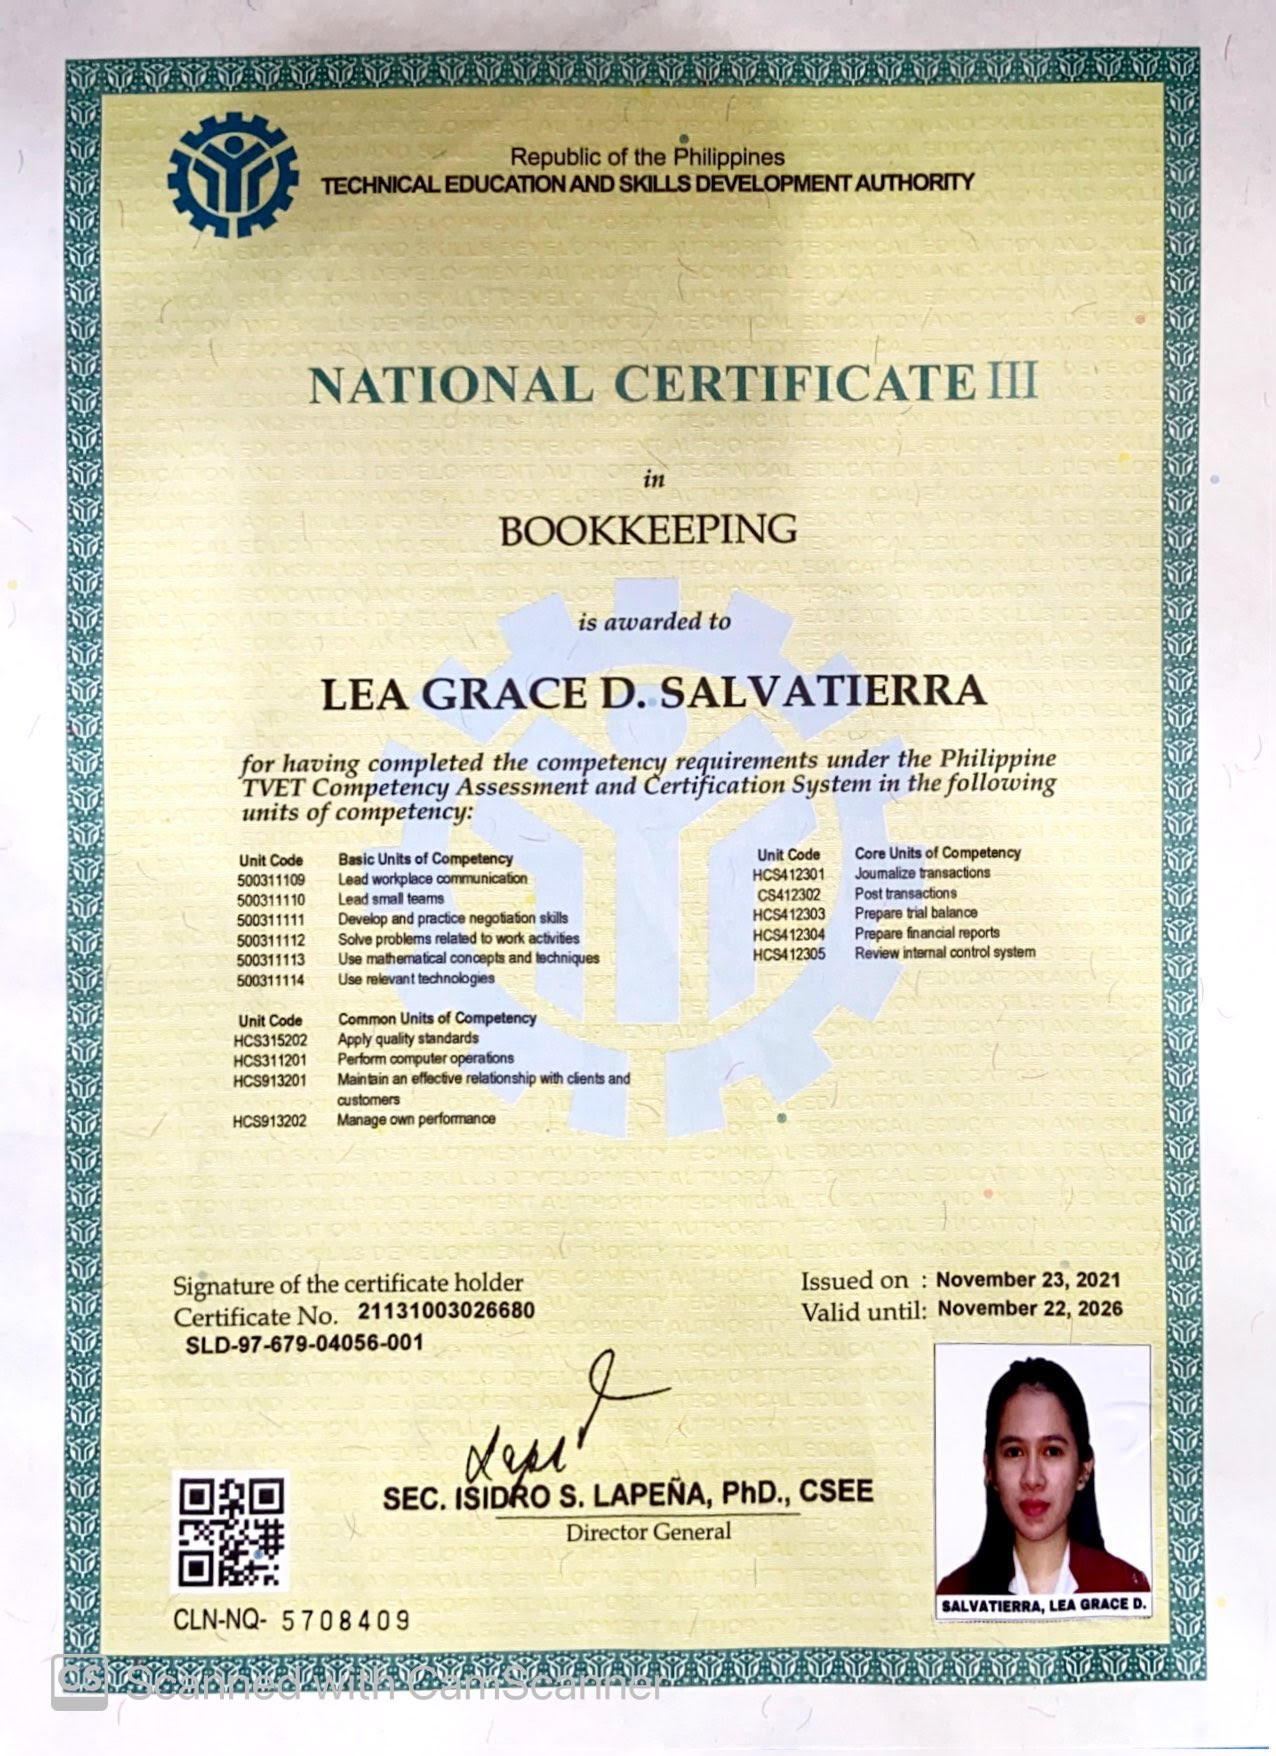 Republic of the Philippines
TECHNICAL EDUCATION AND SKILLS DEVELOPMENT AUTHORITY
NATIONAL CERTIFICATE III
in
BOOKKEEPING
is awarded to
LEA GRACE D. SALVATIERRA
for having completed the competency requirements under the Philippine
TVET Competency Assessment and Certification System in the following
units of competency:
Unit Code Basic Units of Competency
500311109 Lead workplace communication
500311110 Lead small teams
500311111 Develop and practice negotiation skills
500311112 Solve problems related to work activities
500311113 Use mathematical concepts and techniques
500311114 Use relevant technologies
Unit Code Common Units of Competency
HCS315202 Apply quality standards
HCS311201 Perform computer operations
HCS913201 Maintain an effective relationship with clients and
customers
HCS913202 Manage own performance
Unit Code Core Units of Competency
HCS412301 Journalize transactions
CS412302 Post transactions
HCS412303 Prepare trial balance
HCS412304 Prepare financial reports
HCS412305 Review internal control system
Signature of the certificate holder
Certificate No. 21131003026680
SLD-97-679-04056-001
Issued on : November 23, 2021
Valid until: November 22, 2026
SEC. ISIDRO S. LAPEÑA, PhD., CSEE
Director General
SALVATIERRA, LEA GRACE D.
CLN-NQ- 5708409
CS Scanned with CamScanner